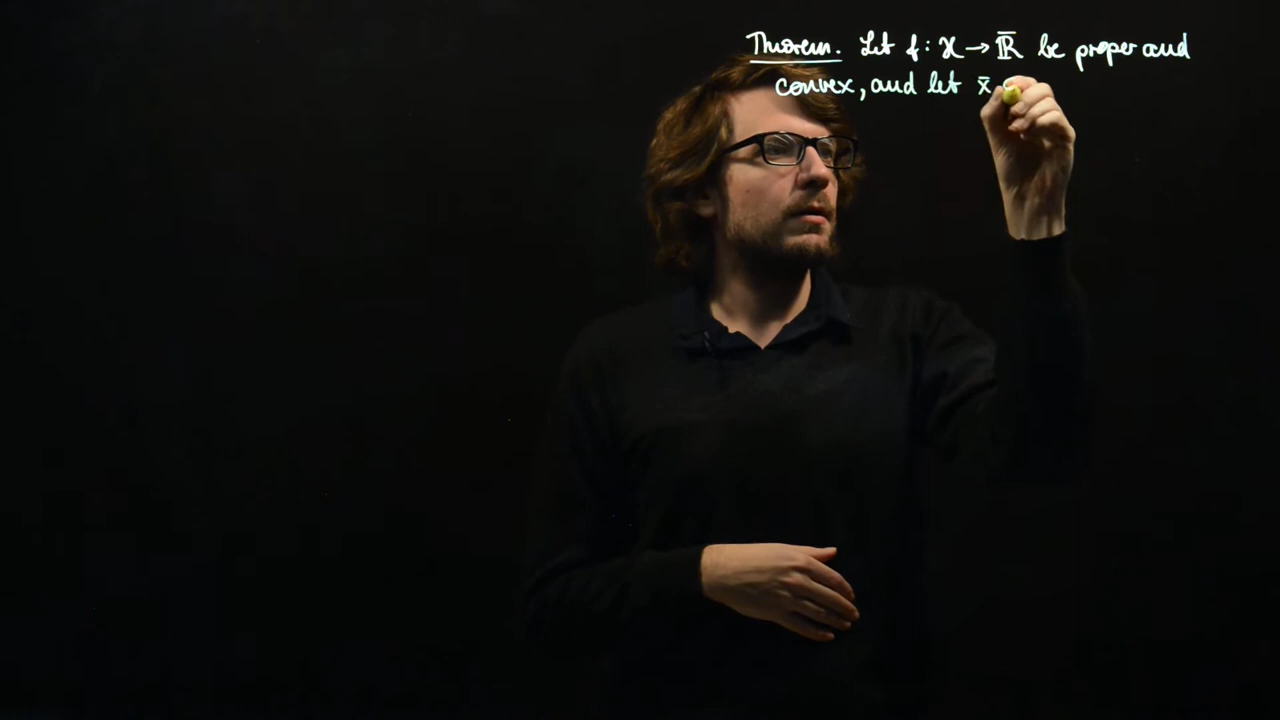 Theorem. Let f: 𝓗 → ℝ̄ be proper and
convex, and let x̄